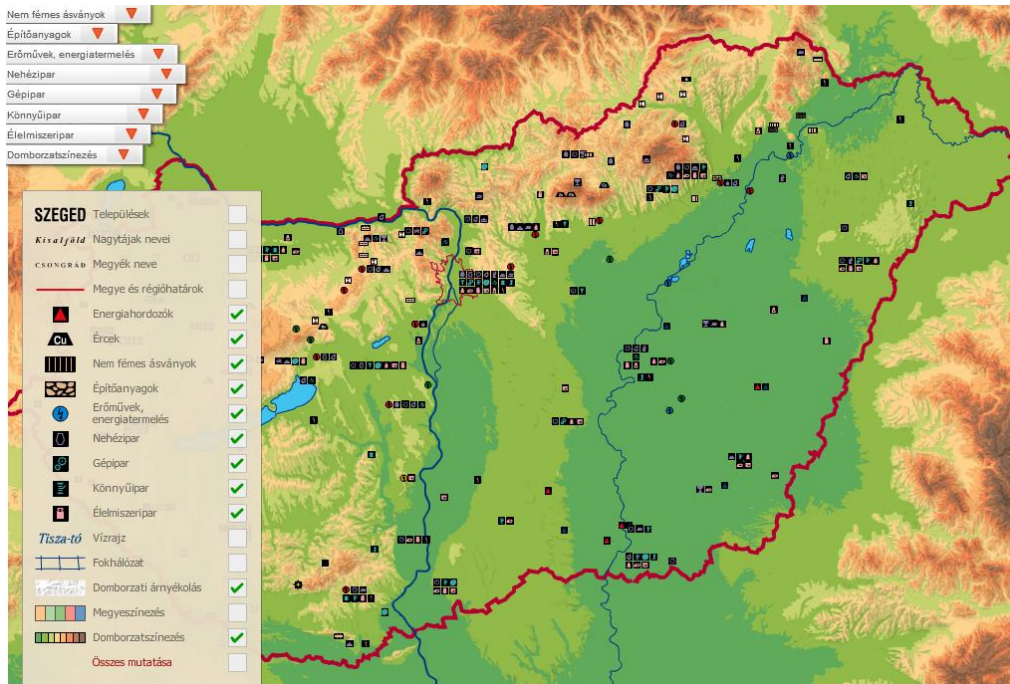 Nem fémes ásványok
Építőanyagok
Erőművek, energiatermelés
Nehézipar
Gépipar
Könnyűipar
Élelmiszeripar
Domborzatszínezés
SZEGED Települések
Kisalföld Nagytájak nevei
CSONGRÁD Megyék neve
Megye és régióhatárok
Energiahordozók
Cu Ércek
Nem fémes ásványok
Építőanyagok
Erőművek,
energiatermelés
Nehézipar
Gépipar
Könnyűipar
Élelmiszeripar
Tisza-tó Vízrajz
Fokhálózat
Domborzati árnyékolás
Megyeszínezés
Domborzatszínezés
Összes mutatása